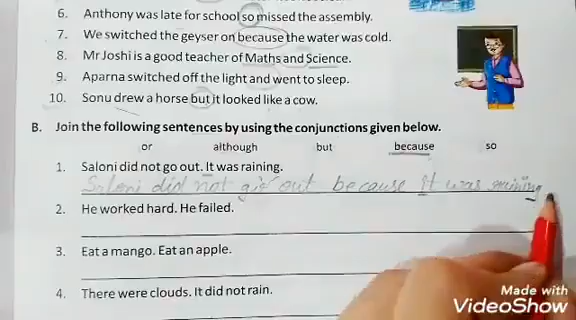 6. Anthony was late for school so missed the assembly.
7. We switched the geyser on because the water was cold.
8. Mr Joshi is a good teacher of Maths and Science.
9. Aparna switched off the light and went to sleep.
10. Sonu drew a horse but it looked like a cow.
B. Join the following sentences by using the conjunctions given below.
or although but because so
1. Saloni did not go out. It was raining.
Saloni did not go out because It was raining
2. He worked hard. He failed.
3. Eat a mango. Eat an apple.
4. There were clouds. It did not rain.
Made with
VideoShow